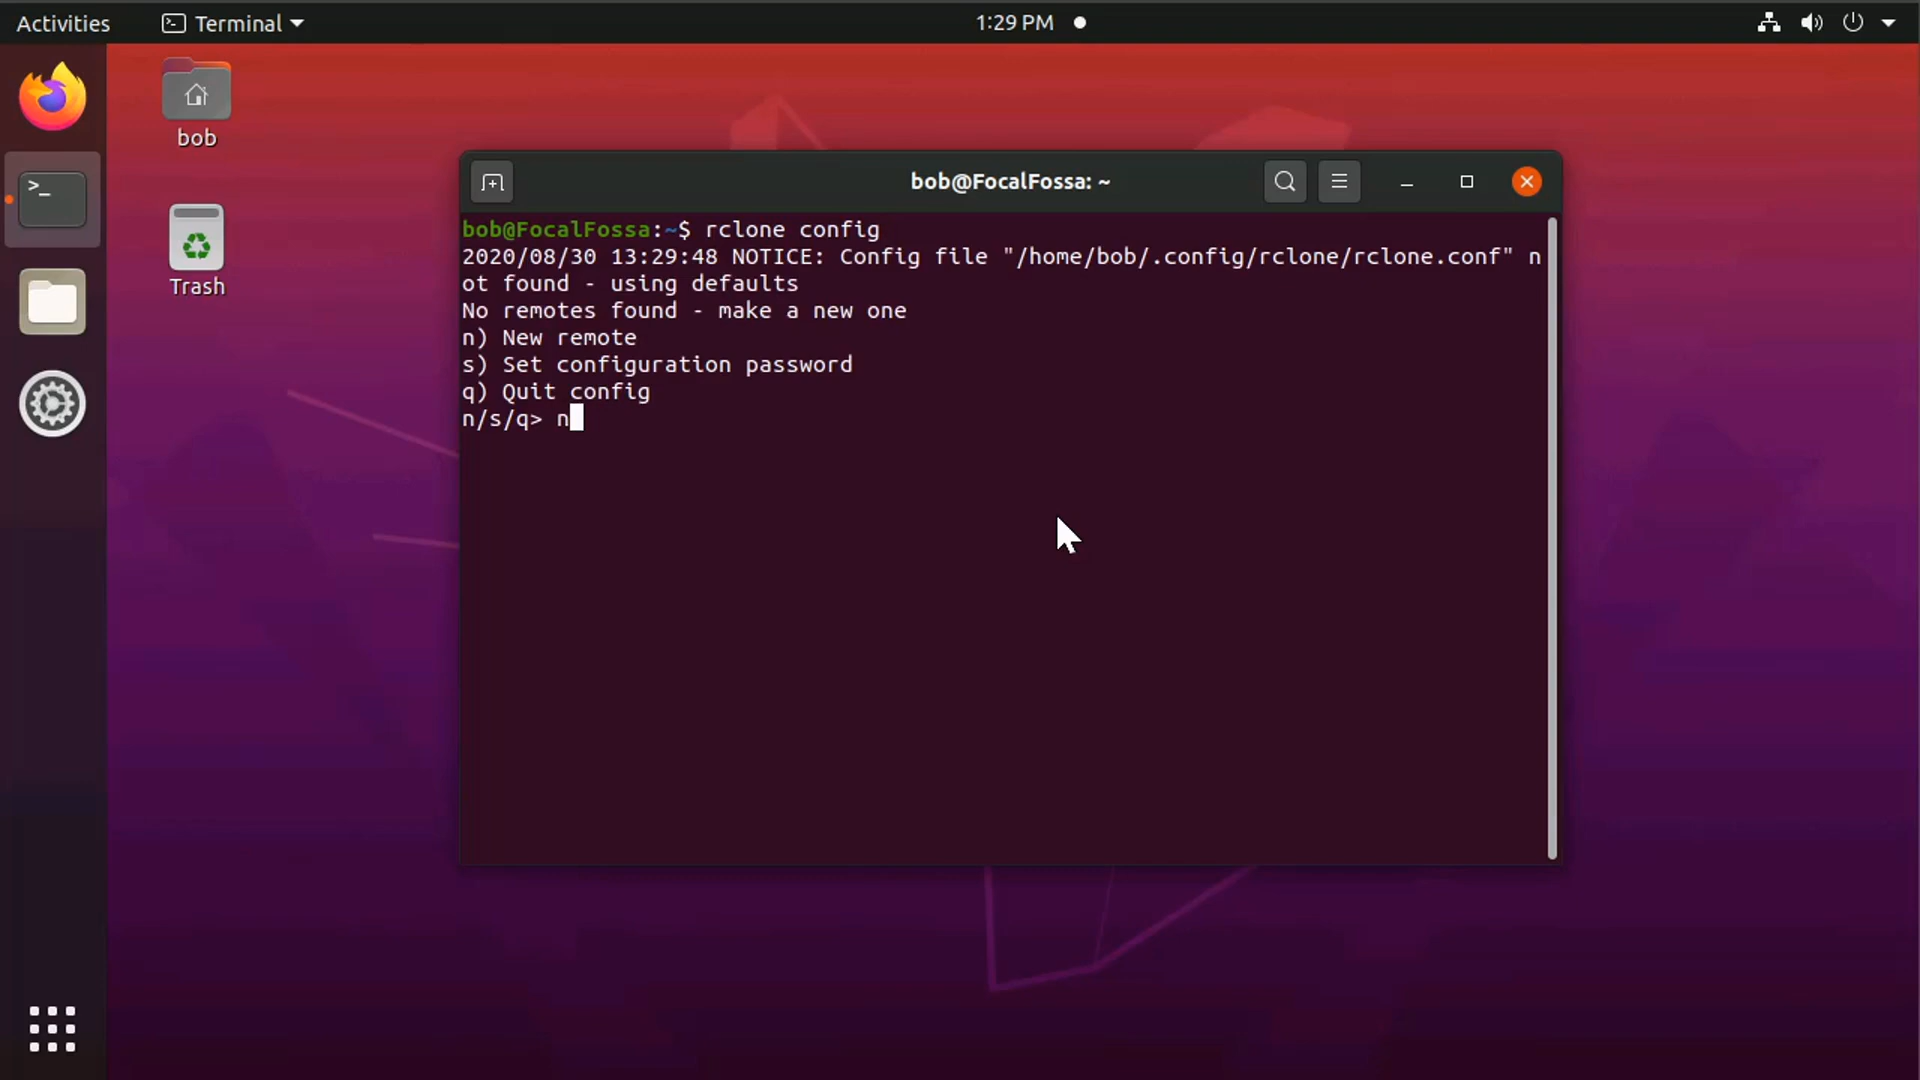 Activities
Terminal
1:29 PM
bob
Trash
bob@FocalFossa: ~
>_
bob@FocalFossa:~$ rclone config
2020/08/30 13:29:48 NOTICE: Config file "/home/bob/.config/rclone/rclone.conf" n
ot found - using defaults
No remotes found - make a new one
n) New remote
s) Set configuration password
q) Quit config
n/s/q> n